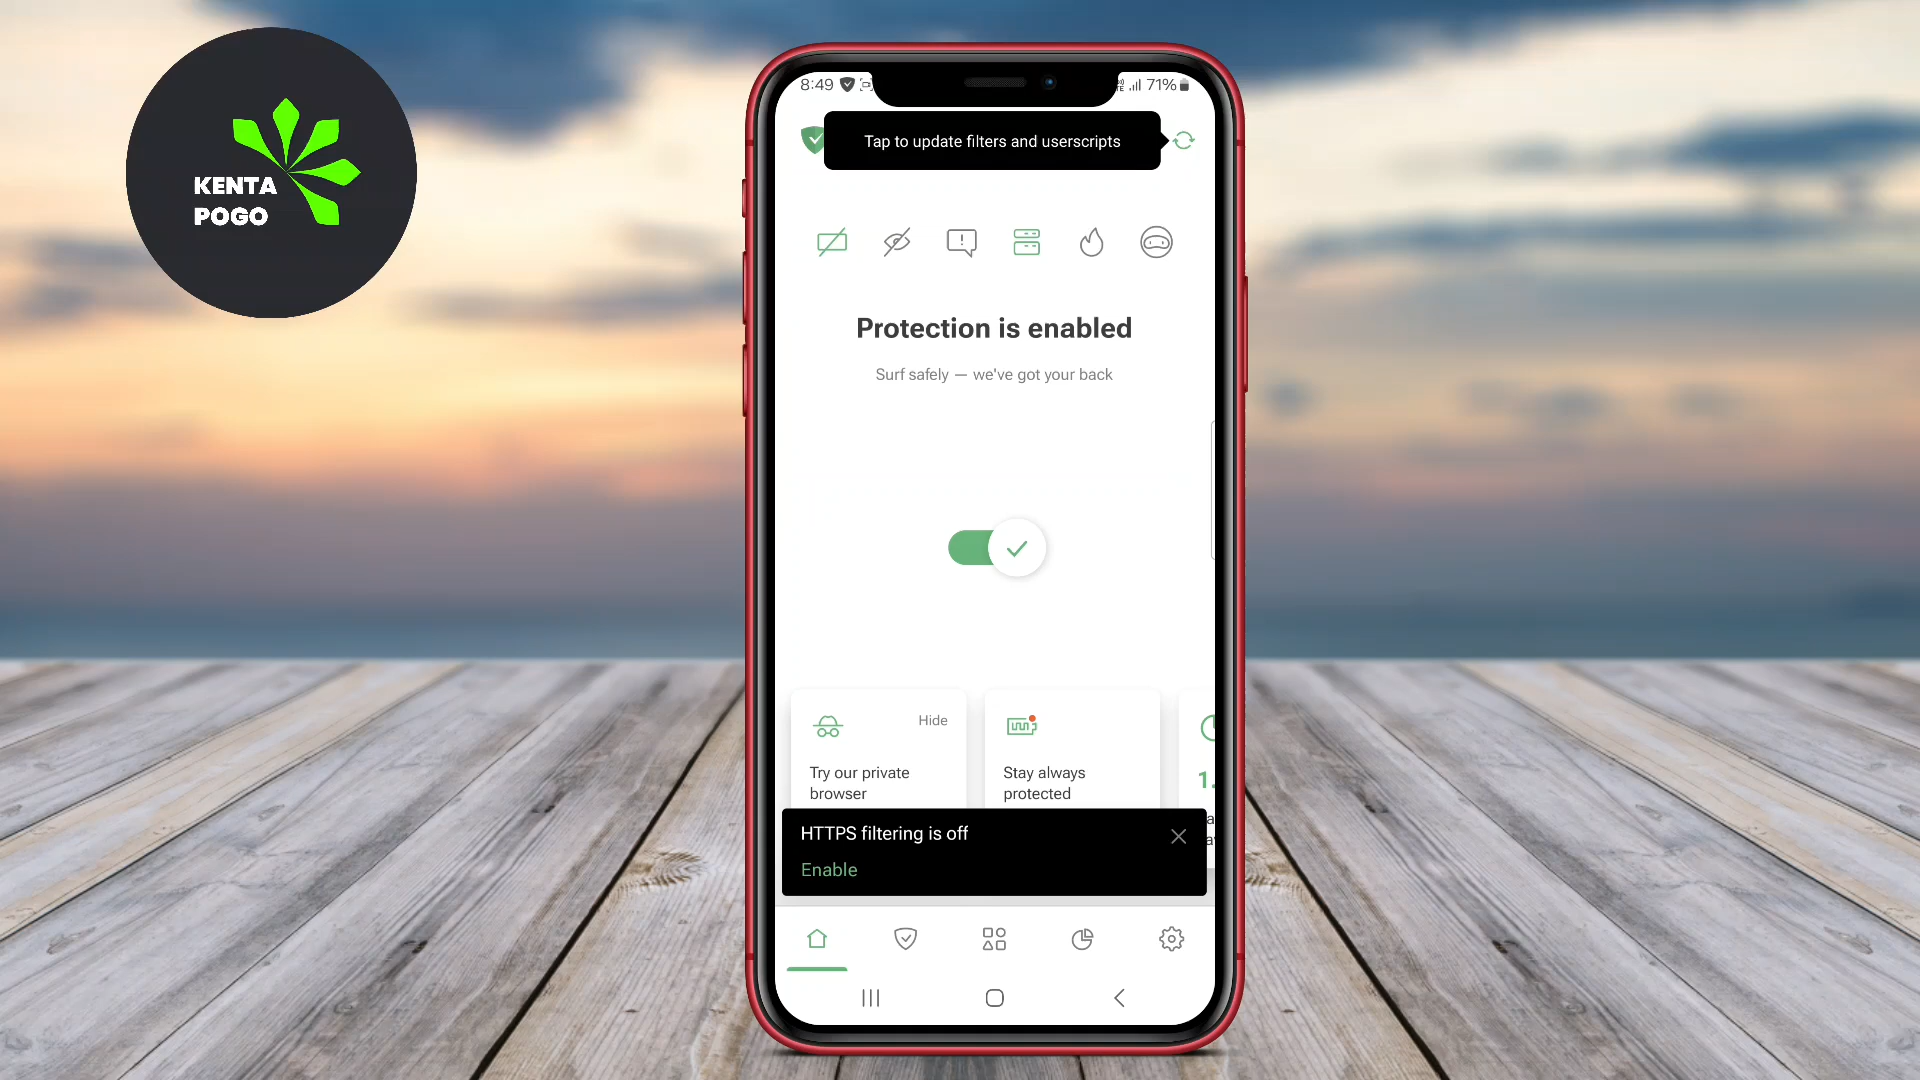 KENTA
POGO
8:49
71%
Tap to update filters and userscripts
Protection is enabled
Surf safely — we've got your back
Hide
Try our private
browser
Stay always
protected
1.
HTTPS filtering is off
Enable